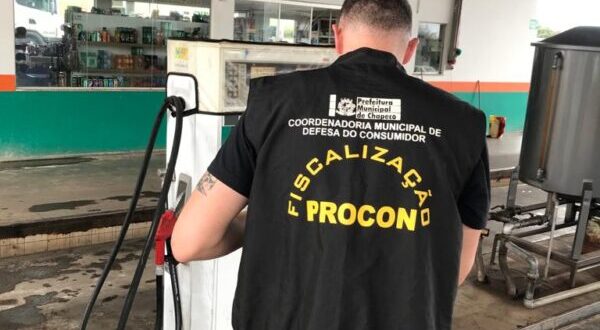 Prefeitura
Municipal
de Chapecó
COORDENADORIA MUNICIPAL DE
DEFESA DO CONSUMIDOR
FISCALIZAÇÃO
PROCON